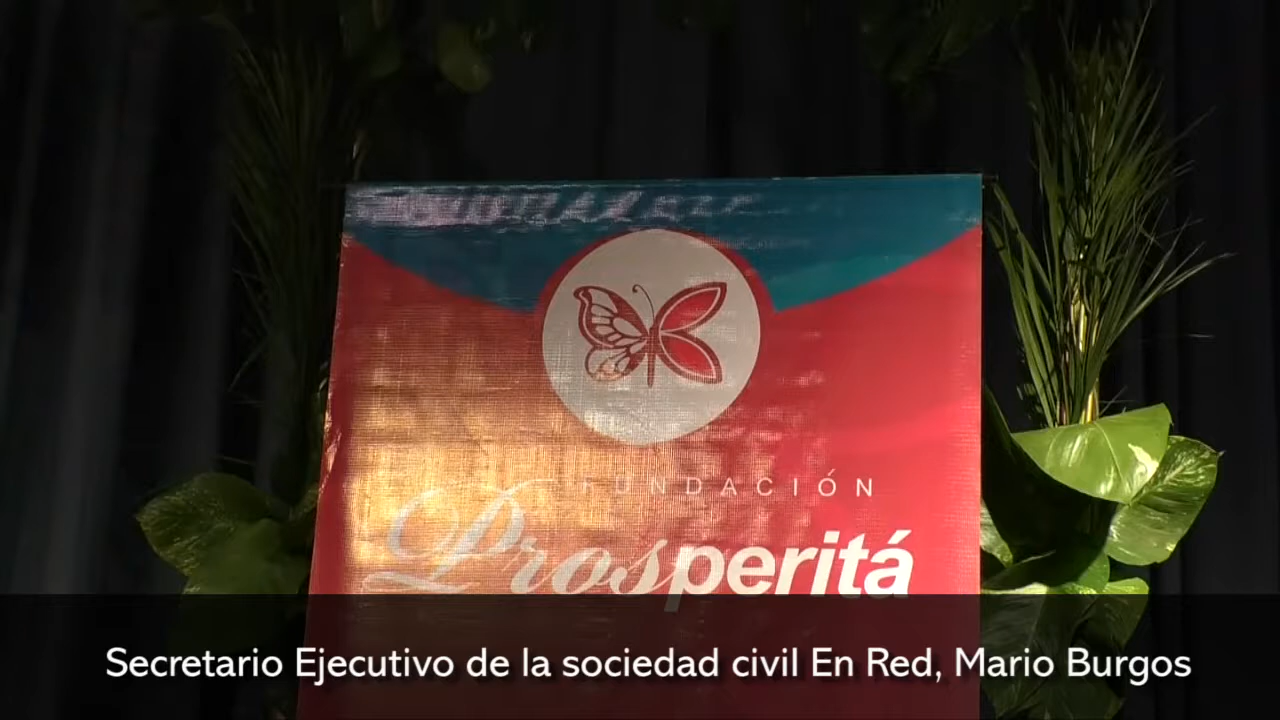 FUNDACIÓN
Prosperitá
Secretario Ejecutivo de la sociedad civil En Red, Mario Burgos